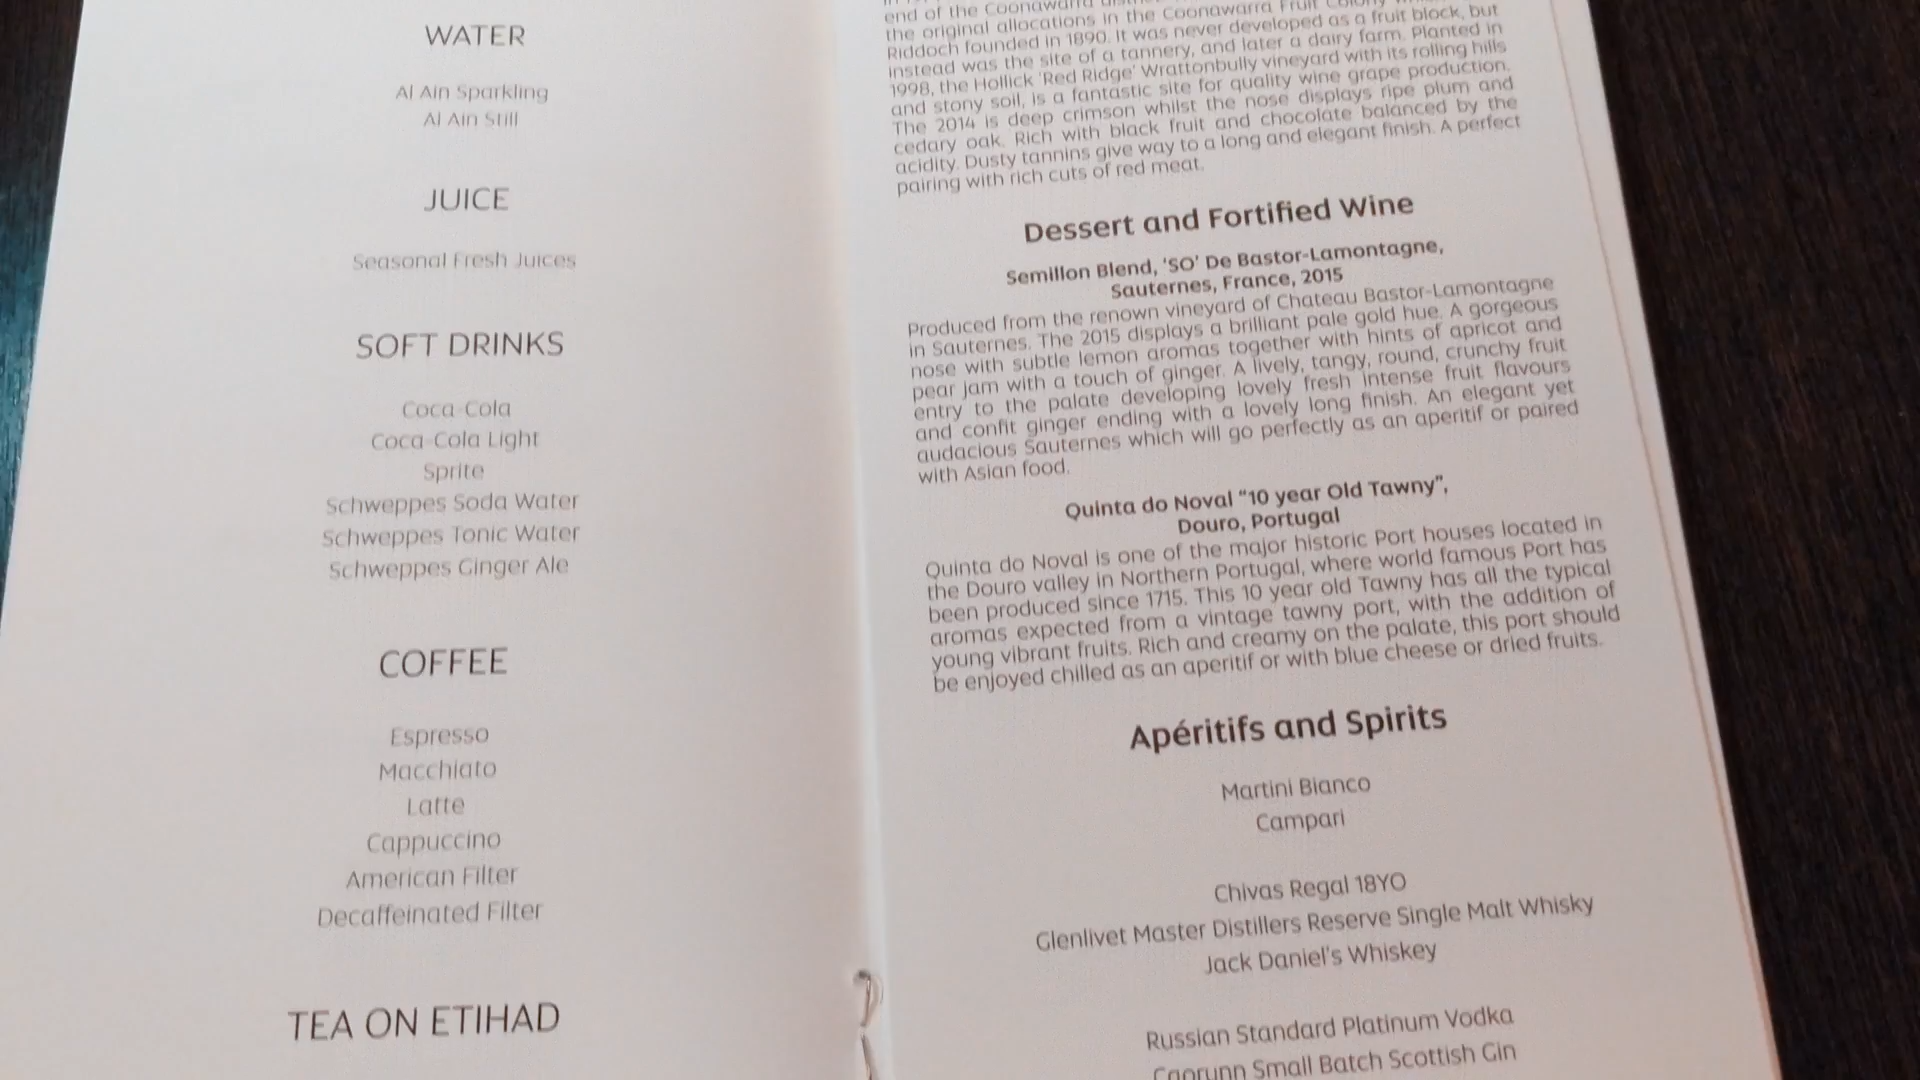 WATER
Al Ain Sparkling
Al Ain Still
JUICE
Seasonal Fresh Juices
SOFT DRINKS
Coca-Cola
Coca-Cola Light
Sprite
Schweppes Soda Water
Schweppes Tonic Water
Schweppes Ginger Ale
COFFEE
Espresso
Macchiato
Latte
Cappuccino
American Filter
Decaffeinated Filter
TEA ON ETIHAD
end of the Coonawarra
the original allocations in the Coonawarra Fruit Colony
Riddoch founded in 1890. It was never developed as a fruit block, but
instead was the site of a tannery, and later a dairy farm. Planted in
1998, the Hollick 'Red Ridge' Wrattonbully vineyard with its rolling hills
and stony soil, is a fantastic site for quality wine grape production.
The 2014 is deep crimson whilst the nose displays ripe plum and
cedary oak. Rich with black fruit and chocolate balanced by the
acidity. Dusty tannins give way to a long and elegant finish. A perfect
pairing with rich cuts of red meat.
Dessert and Fortified Wine
Semillon Blend, 'SO' De Bastor-Lamontagne,
Sauternes, France, 2015
Produced from the renown vineyard of Chateau Bastor-Lamontagne
in Sauternes. The 2015 displays a brilliant pale gold hue. A gorgeous
nose with subtle lemon aromas together with hints of apricot and
pear jam with a touch of ginger. A lively, tangy, round, crunchy fruit
entry to the palate developing lovely fresh intense fruit flavours
and confit ginger ending with a lovely long finish. An elegant yet
audacious Sauternes which will go perfectly as an aperitif or paired
with Asian food.
Quinta do Noval “10 year Old Tawny”,
Douro, Portugal
Quinta do Noval is one of the major historic Port houses located in
the Douro valley in Northern Portugal, where world famous Port has
been produced since 1715. This 10 year old Tawny has all the typical
aromas expected from a vintage tawny port, with the addition of
young vibrant fruits. Rich and creamy on the palate, this port should
be enjoyed chilled as an aperitif or with blue cheese or dried fruits.
Apéritifs and Spirits
Martini Bianco
Campari
Chivas Regal 18YO
Glenlivet Master Distillers Reserve Single Malt Whisky
Jack Daniel's Whiskey
Russian Standard Platinum Vodka
Caorunn Small Batch Scottish Gin